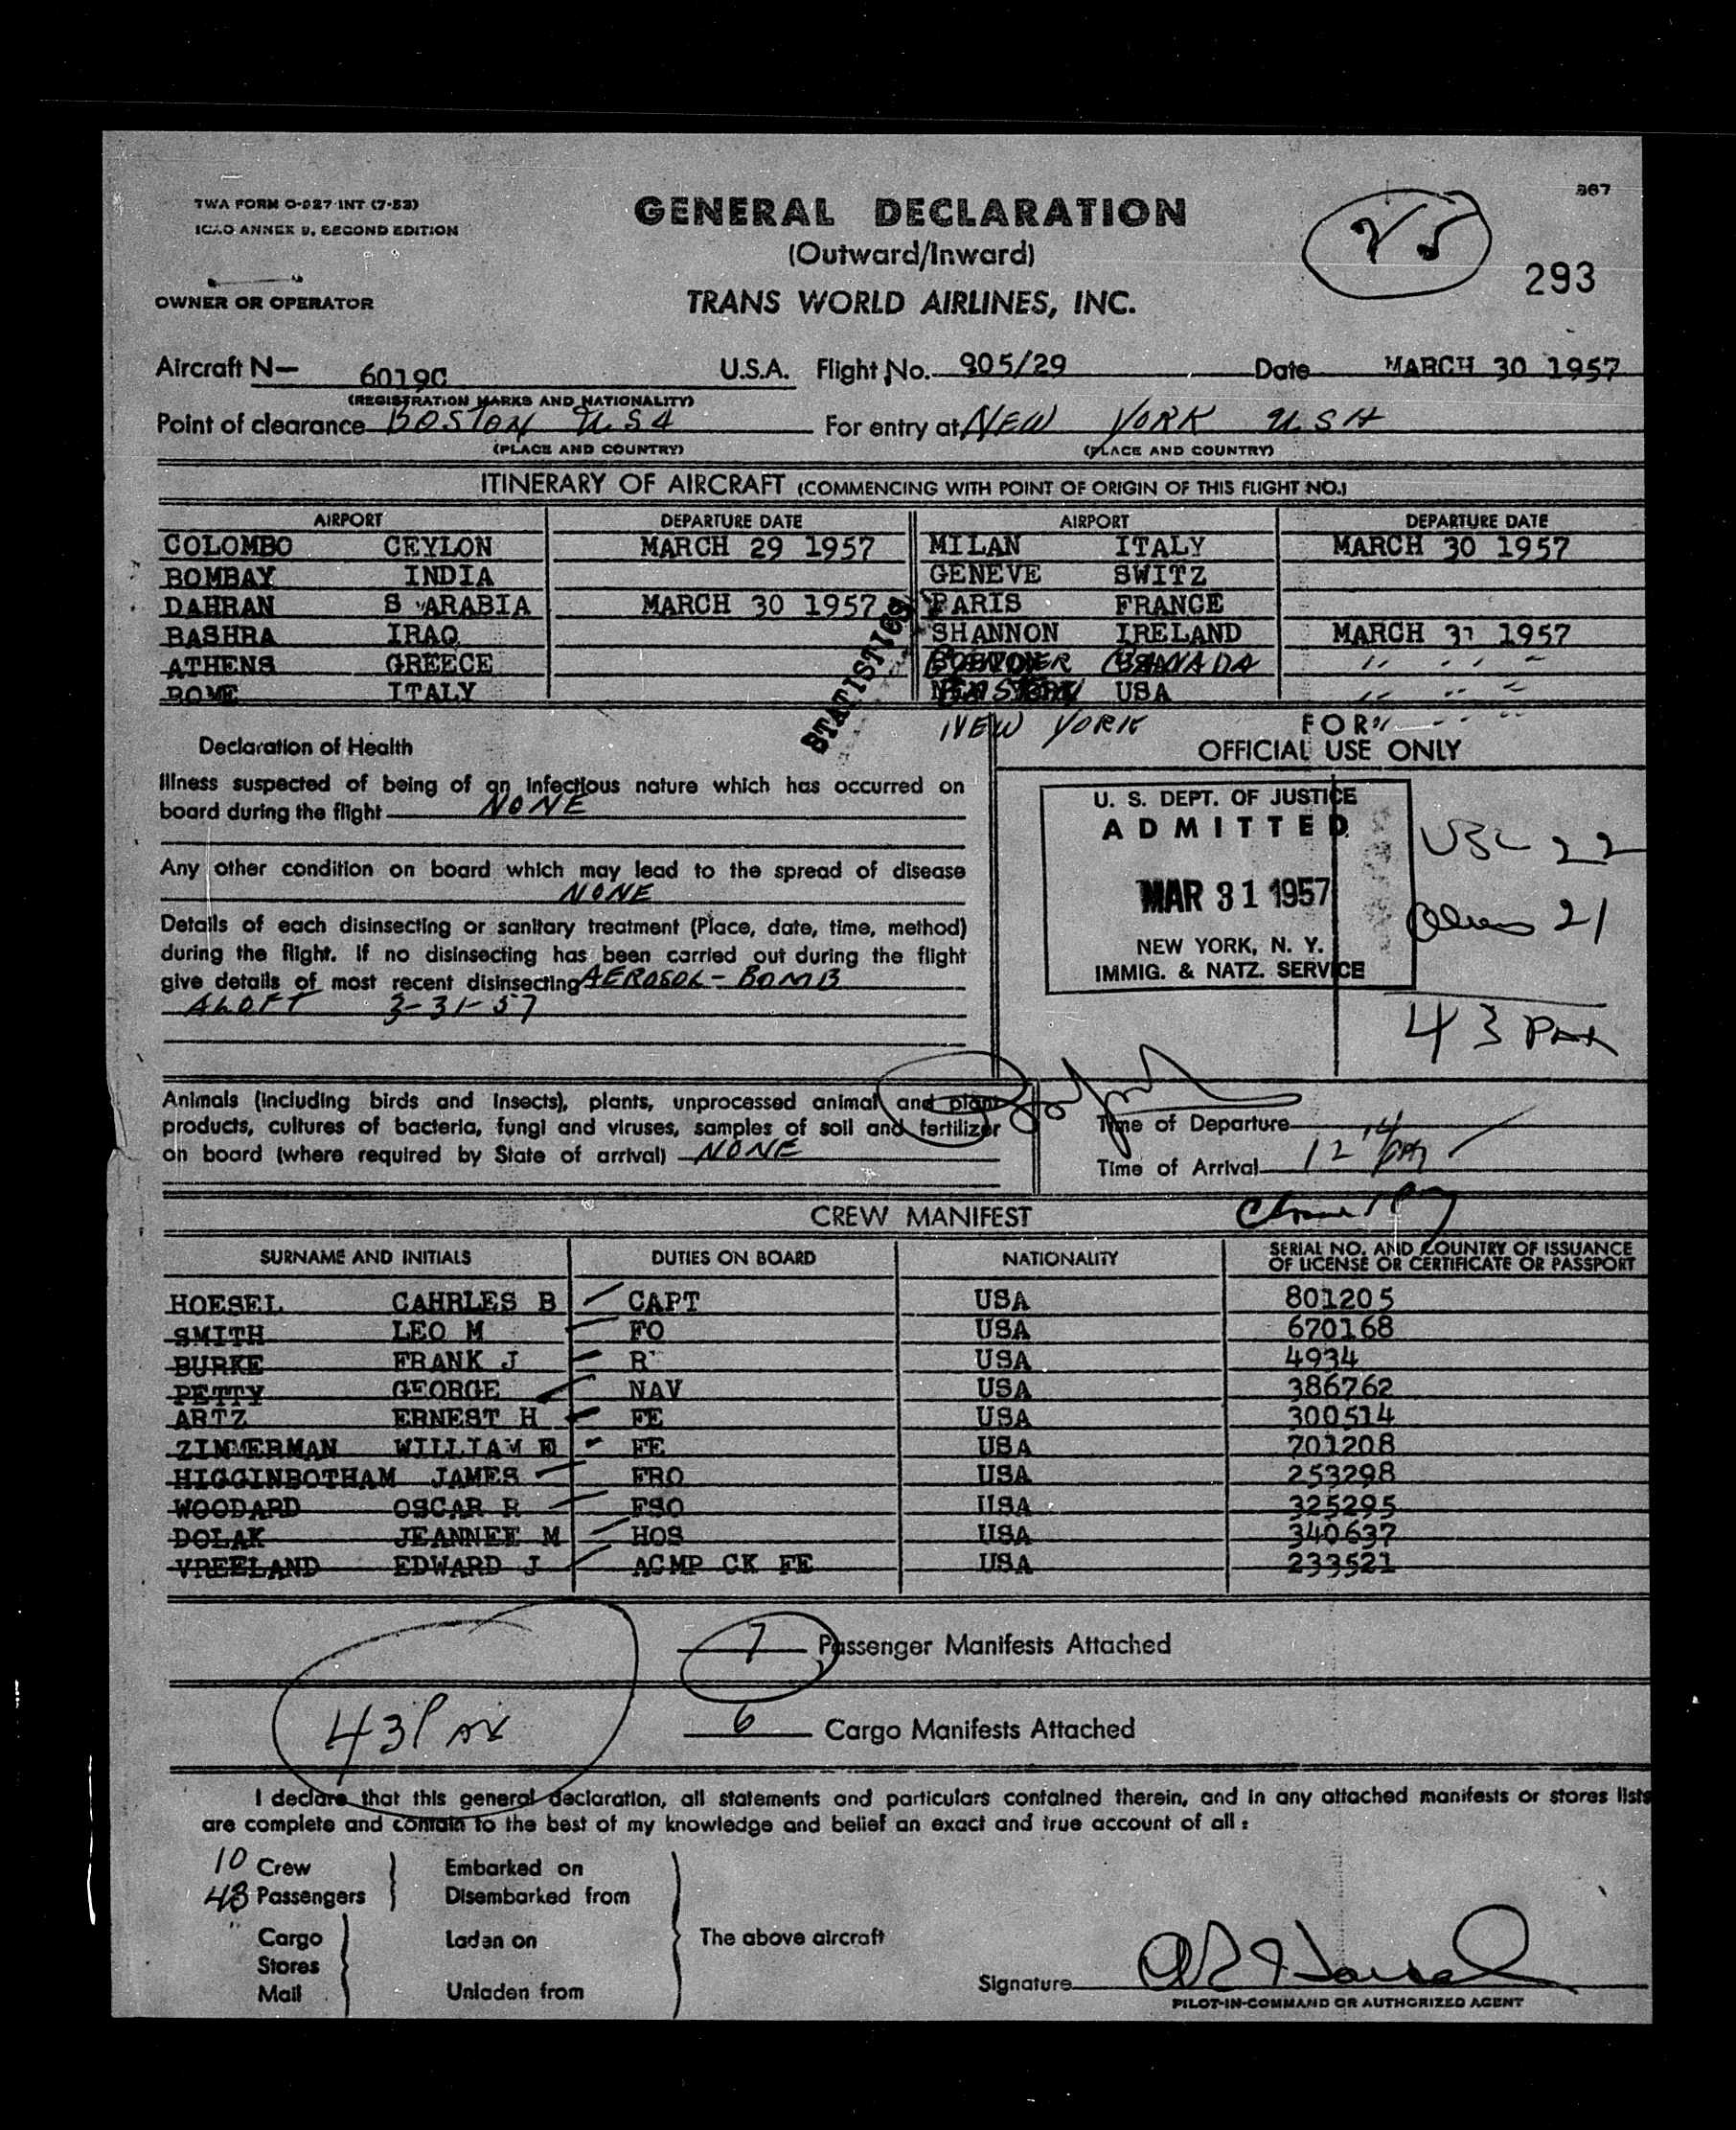 367
TWA FORM O-927 INT (7-53)
ICAO ANNEX 9, SECOND EDITION
GENERAL DECLARATION
(Outward/Inward)
TRANS WORLD AIRLINES, INC.
293
OWNER OR OPERATOR
Aircraft N— 6019C U.S.A. Flight No. 905/29 Date MARCH 30 1957
(REGISTRATION MARKS AND NATIONALITY)
Point of clearance BOSTON USA For entry at NEW YORK USA
(PLACE AND COUNTRY) (PLACE AND COUNTRY)
ITINERARY OF AIRCRAFT (COMMENCING WITH POINT OF ORIGIN OF THIS FLIGHT NO.)
AIRPORT DEPARTURE DATE AIRPORT DEPARTURE DATE
COLOMBO CEYLON MARCH 29 1957 MILAN ITALY MARCH 30 1957
BOMBAY INDIA GENEVE SWITZ
DAHRAN S ARABIA MARCH 30 1957 PARIS FRANCE
BASHRA IRAQ SHANNON IRELAND MARCH 31 1957
ATHENS GREECE CANADA " " " "
ROME ITALY BOSTON USA " " "
STATISTICS
NEW YORK
FOR
OFFICIAL USE ONLY
Declaration of Health
Illness suspected of being of an infectious nature which has occurred on
board during the flight NONE
Any other condition on board which may lead to the spread of disease
NONE
Details of each disinsecting or sanitary treatment (Place, date, time, method)
during the flight. If no disinsecting has been carried out during the flight
give details of most recent disinsecting AEROSOL - BOMB
ALOFT 3-31-57
U. S. DEPT. OF JUSTICE
ADMITTED
MAR 31 1957
NEW YORK, N. Y.
IMMIG. & NATZ. SERVICE
USC 22
Aliens 21
43 PAX
Animals (including birds and insects), plants, unprocessed animal and plant
products, cultures of bacteria, fungi and viruses, samples of soil and fertilizer
on board (where required by State of arrival) NONE
Time of Departure
Time of Arrival 12 14 PM
CREW MANIFEST
SURNAME AND INITIALS DUTIES ON BOARD NATIONALITY SERIAL NO. AND COUNTRY OF ISSUANCE
OF LICENSE OR CERTIFICATE OR PASSPORT
HOESEL CAHRLES B CAPT USA 801205
SMITH LEO M FO USA 670168
BURKE FRANK J R USA 4934
PETTY GEORGE NAV USA 386762
ARTZ ERNEST H FE USA 300514
ZIMMERMAN WILLIAM E FE USA 701208
HIGGINBOTHAM JAMES FRO USA 253298
WOODARD OSCAR R FSO USA 325295
DOLAK JEANNEE M HOS USA 340637
VREELAND EDWARD J ACMP CK FE USA 233521
7 Passenger Manifests Attached
43 Pax
6 Cargo Manifests Attached
I declare that this general declaration, all statements and particulars contained therein, and in any attached manifests or stores lists
are complete and contain to the best of my knowledge and belief an exact and true account of all:
10 Crew Embarked on
43 Passengers Disembarked from
Cargo Laden on The above aircraft
Stores
Mail Unladen from
Signature
PILOT-IN-COMMAND OR AUTHORIZED AGENT